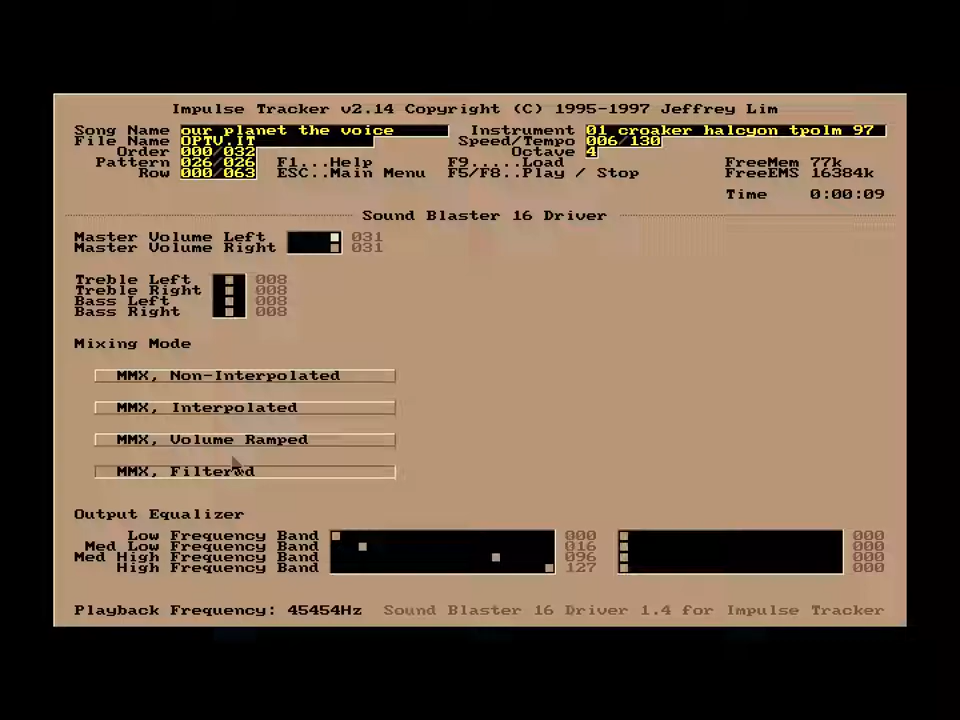 Impulse Tracker v2.14 Copyright (C) 1995-1997 Jeffrey Lim
Song Name our planet the voice Instrument 01 croaker halcyon tpolm 97
File Name OPTV.IT Speed/Tempo 006/130
Order 000/032 Octave 4
Pattern 026/026 F1...Help F9.....Load FreeMem 77k
Row 000/063 ESC..Main Menu F5/F8..Play / Stop FreeEMS 16384k
Time 0:00:09
Sound Blaster 16 Driver
Master Volume Left 031
Master Volume Right 031
Treble Left 008
Treble Right 008
Bass Left 008
Bass Right 008
Mixing Mode
MMX, Non-Interpolated
MMX, Interpolated
MMX, Volume Ramped
MMX, Filtered
Output Equalizer
Low Frequency Band 000 000
Med Low Frequency Band 016 000
Med High Frequency Band 096 000
High Frequency Band 127 000
Playback Frequency: 45454Hz Sound Blaster 16 Driver 1.4 for Impulse Tracker